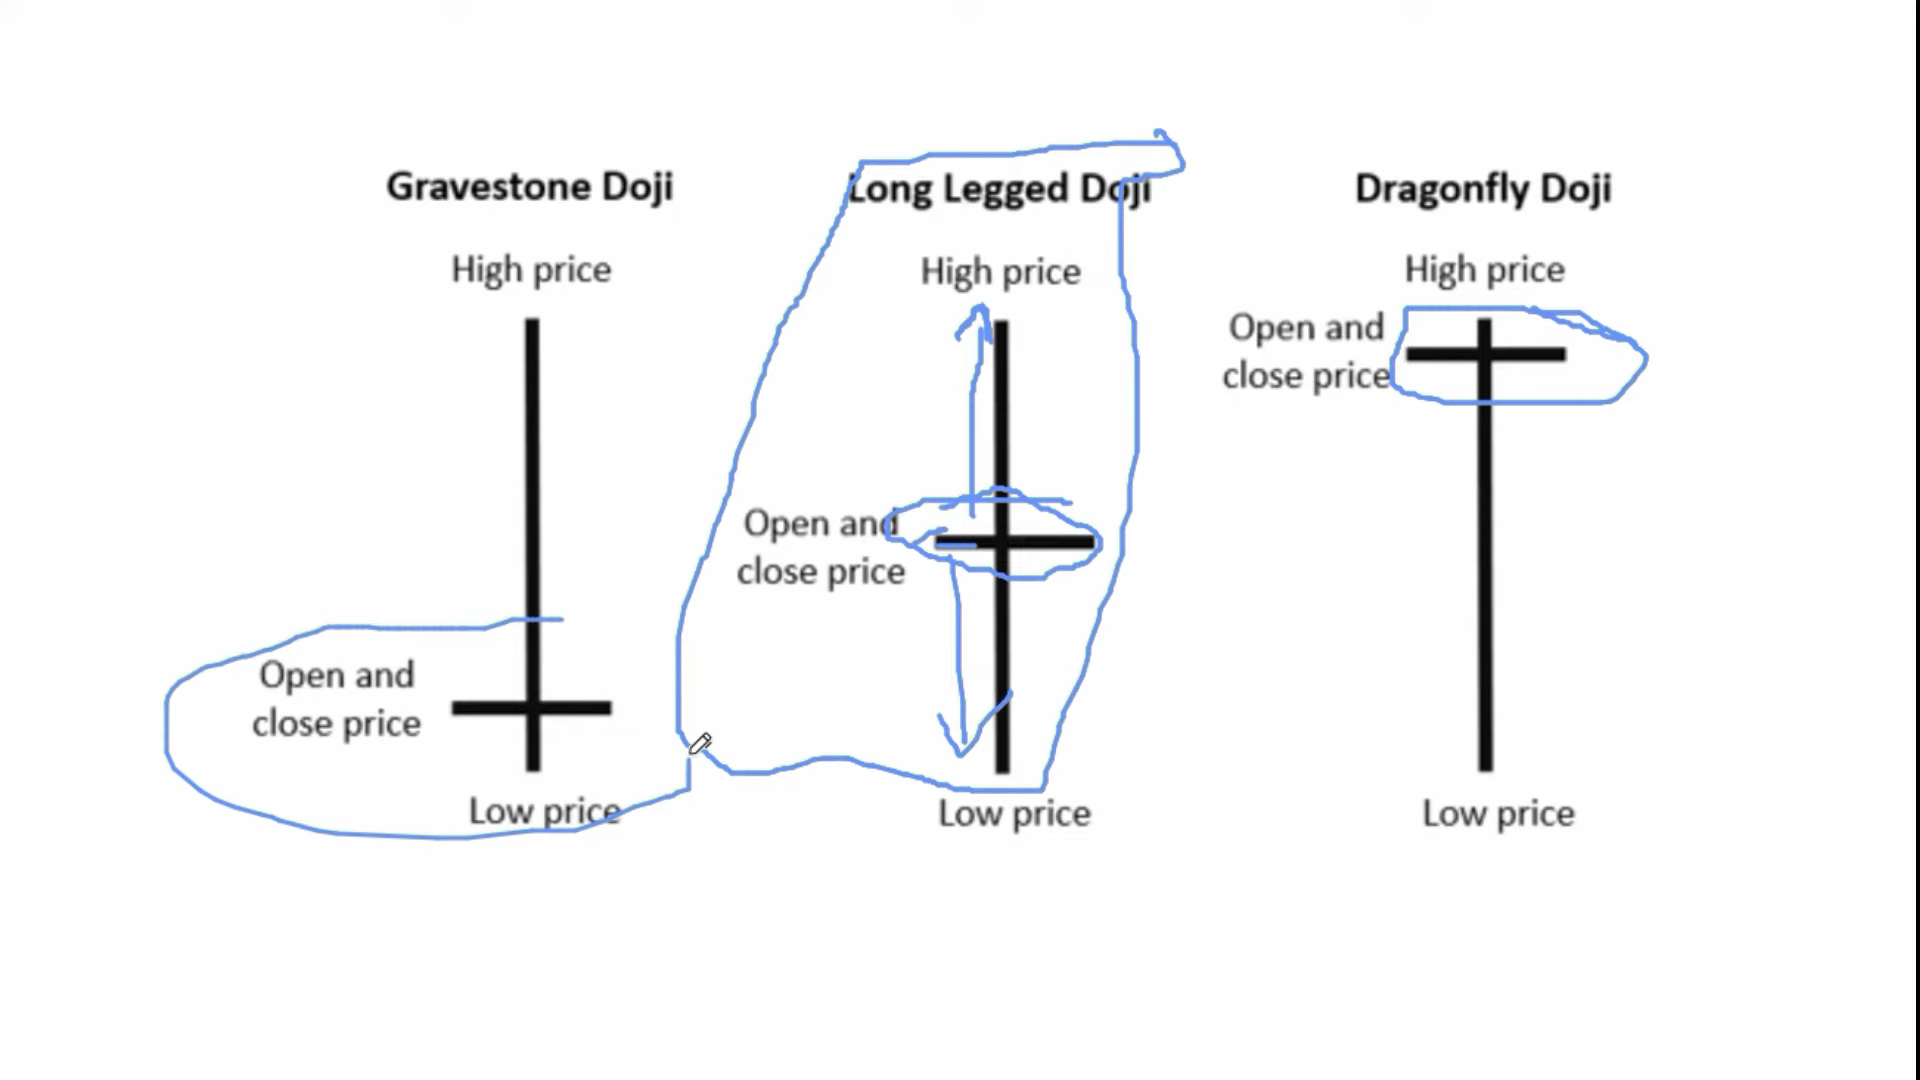 Gravestone Doji
High price
Open and
close price
Low price
Long Legged Doji
High price
Open and
close price
Low price
Dragonfly Doji
High price
Open and
close price
Low price